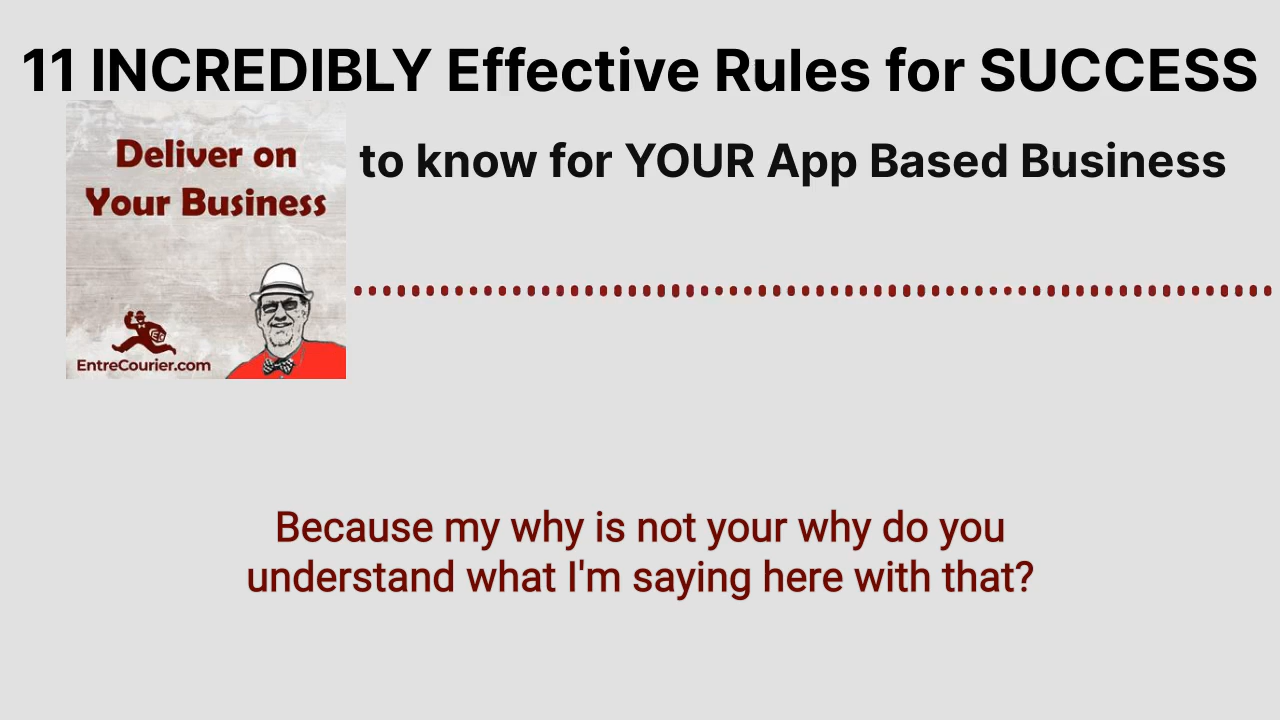 11 INCREDIBLY Effective Rules for SUCCESS
to know for YOUR App Based Business
Deliver on
Your Business
EntreCourier.com
Because my why is not your why do you
understand what I'm saying here with that?